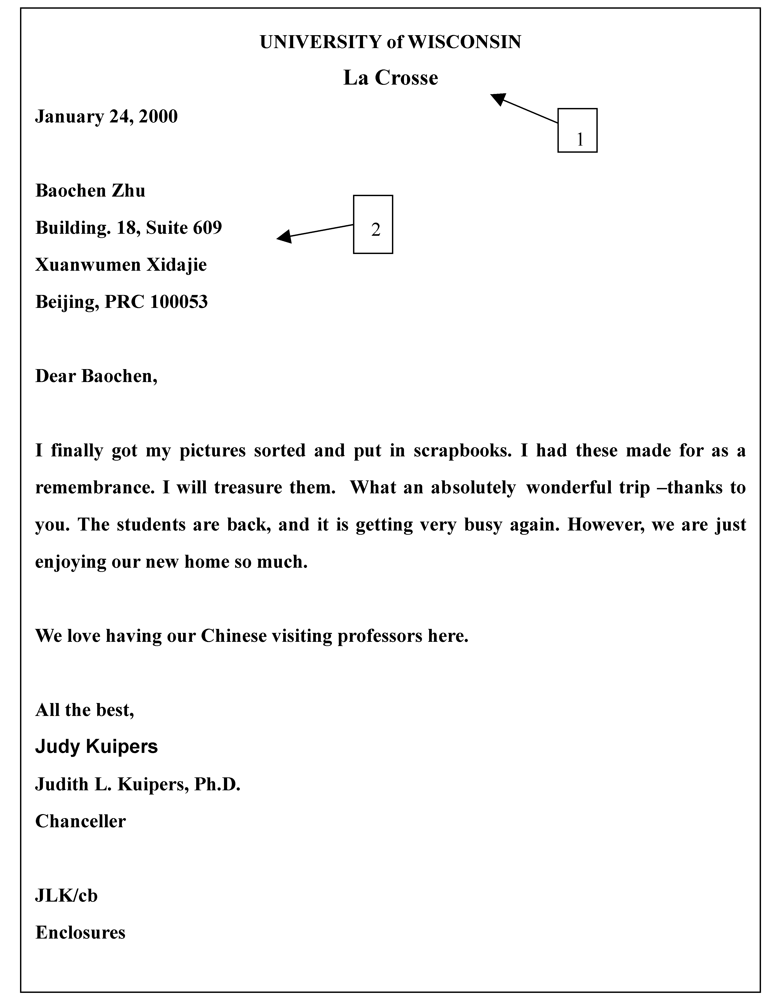 UNIVERSITY of WISCONSIN
La Crosse
January 24, 2000
1
Baochen Zhu
Building. 18, Suite 609
2
Xuanwumen Xidajie
Beijing, PRC 100053
Dear Baochen,
I finally got my pictures sorted and put in scrapbooks. I had these made for as a
remembrance. I will treasure them. What an absolutely wonderful trip –thanks to
you. The students are back, and it is getting very busy again. However, we are just
enjoying our new home so much.
We love having our Chinese visiting professors here.
All the best,
Judy Kuipers
Judith L. Kuipers, Ph.D.
Chanceller
JLK/cb
Enclosures